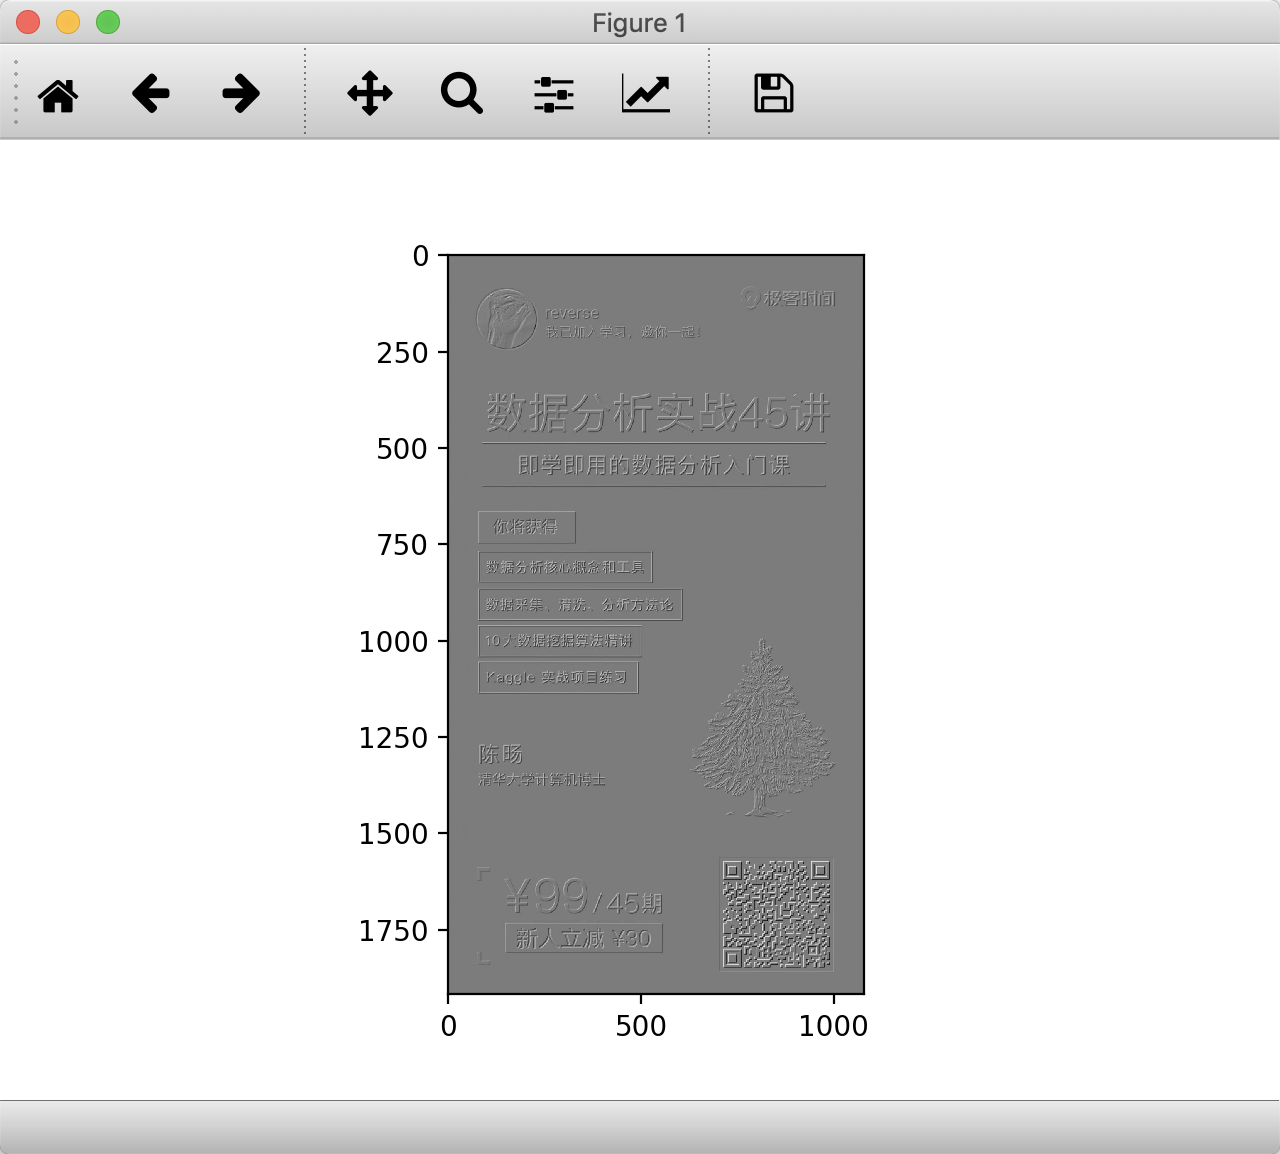 Figure 1
0
250
500
750
1000
1250
1500
1750
0
500
1000
reverse
我已加入学习，邀你一起！
极客时间
数据分析实战45讲
即学即用的数据分析入门课
你将获得
数据分析核心概念和工具
数据采集、清洗、分析方法论
10大数据挖掘算法精讲
Kaggle 实战项目练习
陈旸
清华大学计算机博士
¥99/45期
新人立减 ¥30